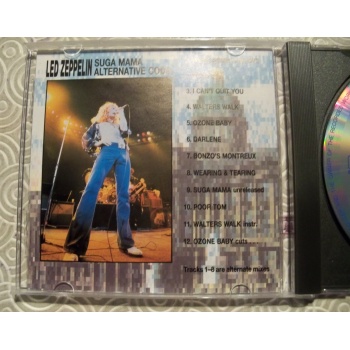 LED ZEPPELIN SUGA MAMA
ALTERNATIVE CODA
3. I CAN'T QUIT YOU
4. WALTERS WALK
5. OZONE BABY
6. DARLENE
7. BONZO'S MONTREUX
8. WEARING & TEARING
9. SUGA MAMA unreleased
10. POOR TOM
11. WALTERS WALK instr.
12. OZONE BABY cuts
Tracks 1-9 are alternate mixes